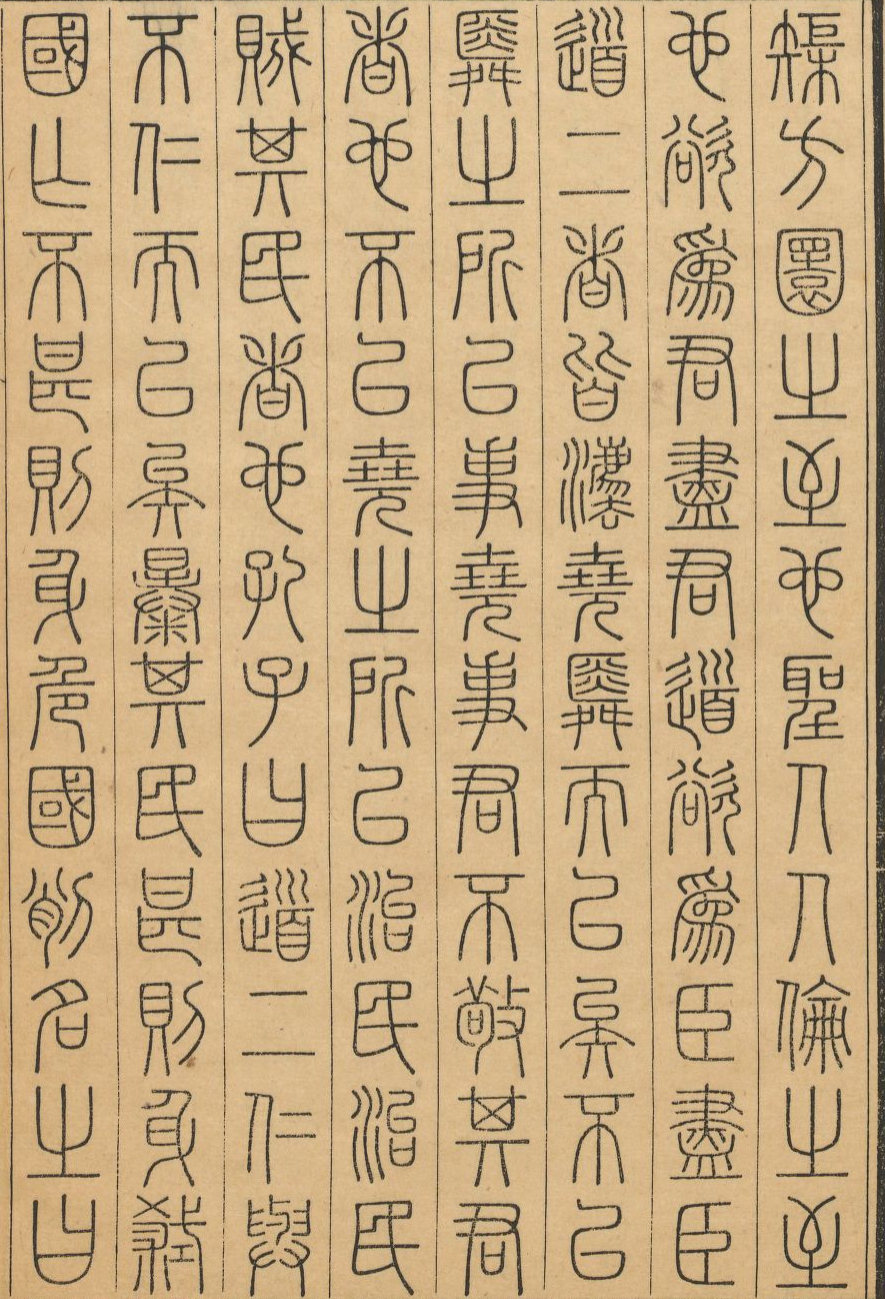 榘方圜之至也聖人人倫之至
也欲爲君盡君道欲爲臣盡臣
道二者皆灋堯舜而已矣不以
舜之所以事堯事君不敬其君
者也不以堯之所以治民治民
賊其民者也孔子曰道二仁與
不仁而已矣暴其民甚則身弒
國亡不甚則身危國削名之曰